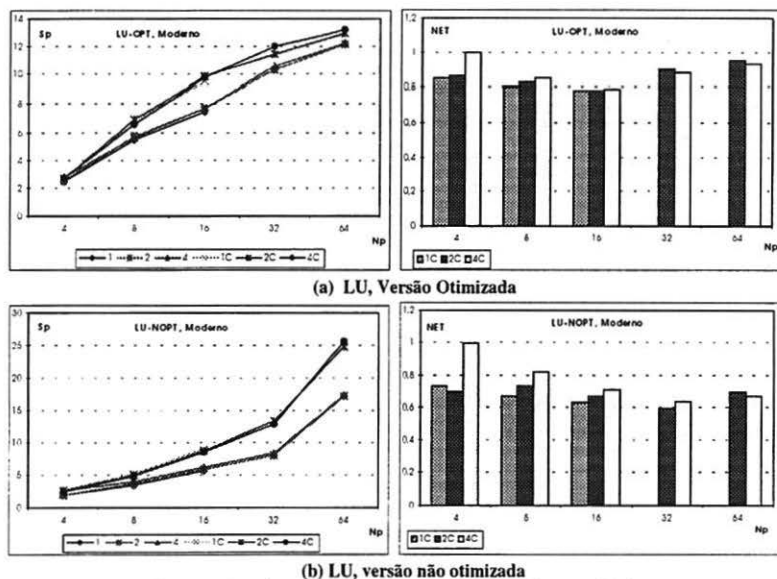 Sp LU-OPT, Moderno
14
12
10
8
6
4
2
0
4 8 16 32 64
Np
1 2 4 1C 2C 4C
NET LU-OPT, Moderno
1,2
1
0,8
0,6
0,4
0,2
0
4 8 16 32 64
Np
1C 2C 4C
(a) LU, Versão Otimizada
Sp LU-NOPT, Moderno
30
25
20
15
10
5
0
4 8 16 32 64
Np
1 2 4 1C 2C 4C
NET LU-NOPT, Moderno
1,2
1
0,8
0,6
0,4
0,2
0
4 8 16 32 64
Np
1C 2C 4C
(b) LU, versão não otimizada